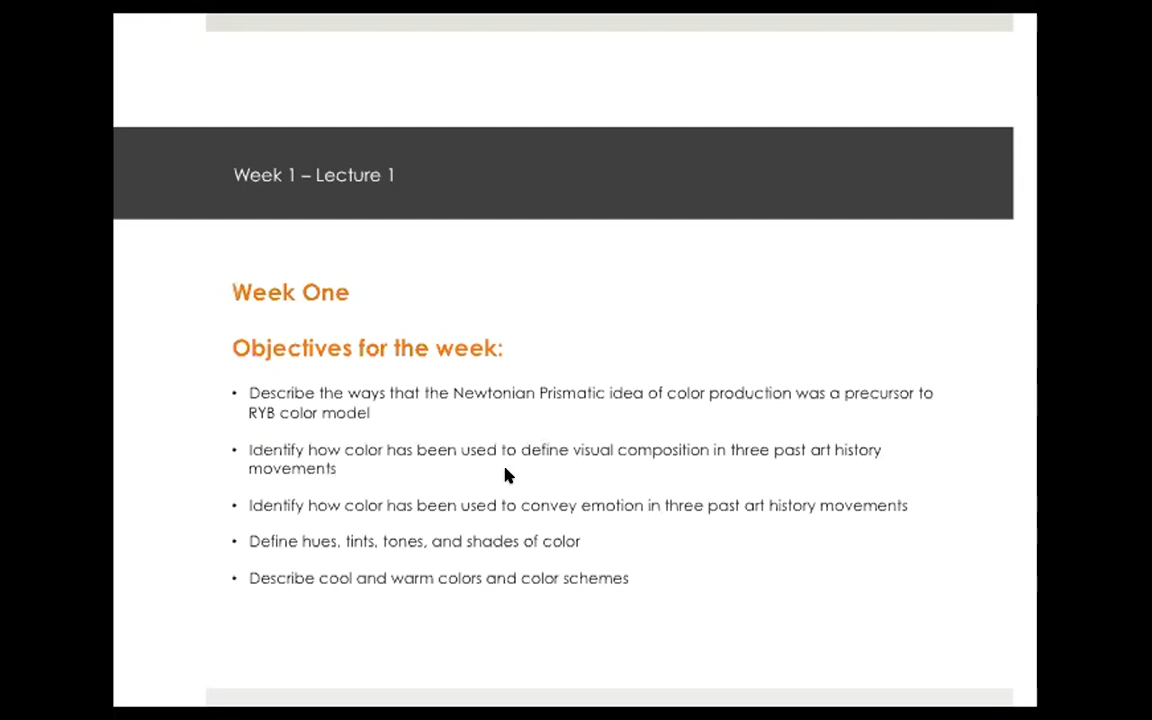 Week 1 – Lecture 1
Week One
Objectives for the week:
• Describe the ways that the Newtonian Prismatic idea of color production was a precursor to
RYB color model
• Identify how color has been used to define visual composition in three past art history
movements
• Identify how color has been used to convey emotion in three past art history movements
• Define hues, tints, tones, and shades of color
• Describe cool and warm colors and color schemes